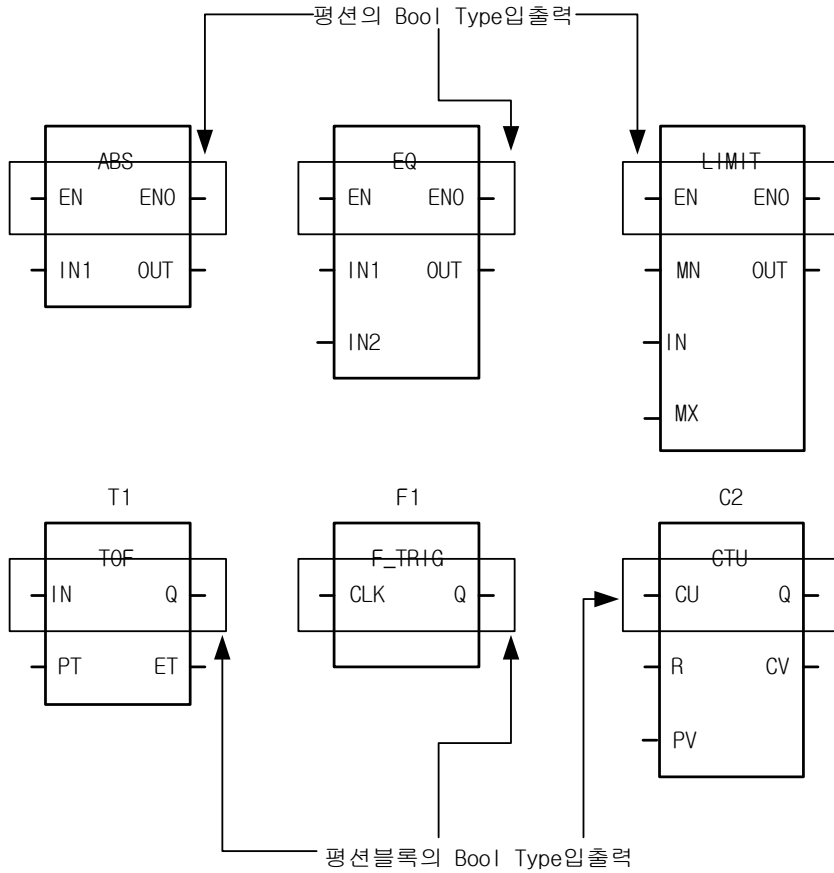 평션의 Bool Type입출력
ABS
EN ENO
IN1 OUT
EQ
EN ENO
IN1 OUT
IN2
LIMIT
EN ENO
MN OUT
IN
MX
T1
TOF
IN Q
PT ET
F1
F_TRIG
CLK Q
C2
CTU
CU Q
R CV
PV
평션블록의 Bool Type입출력